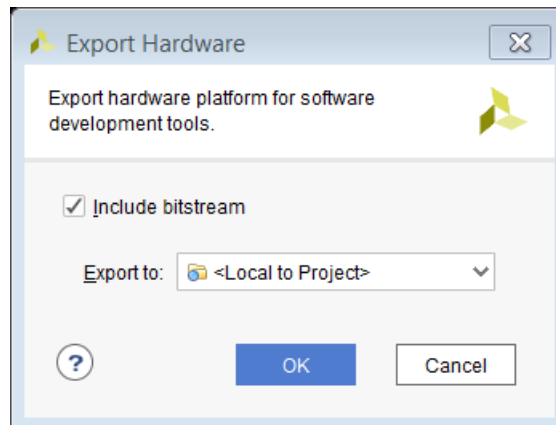 Export Hardware
Export hardware platform for software
development tools.
Include bitstream
Export to: <Local to Project>
?
OK Cancel